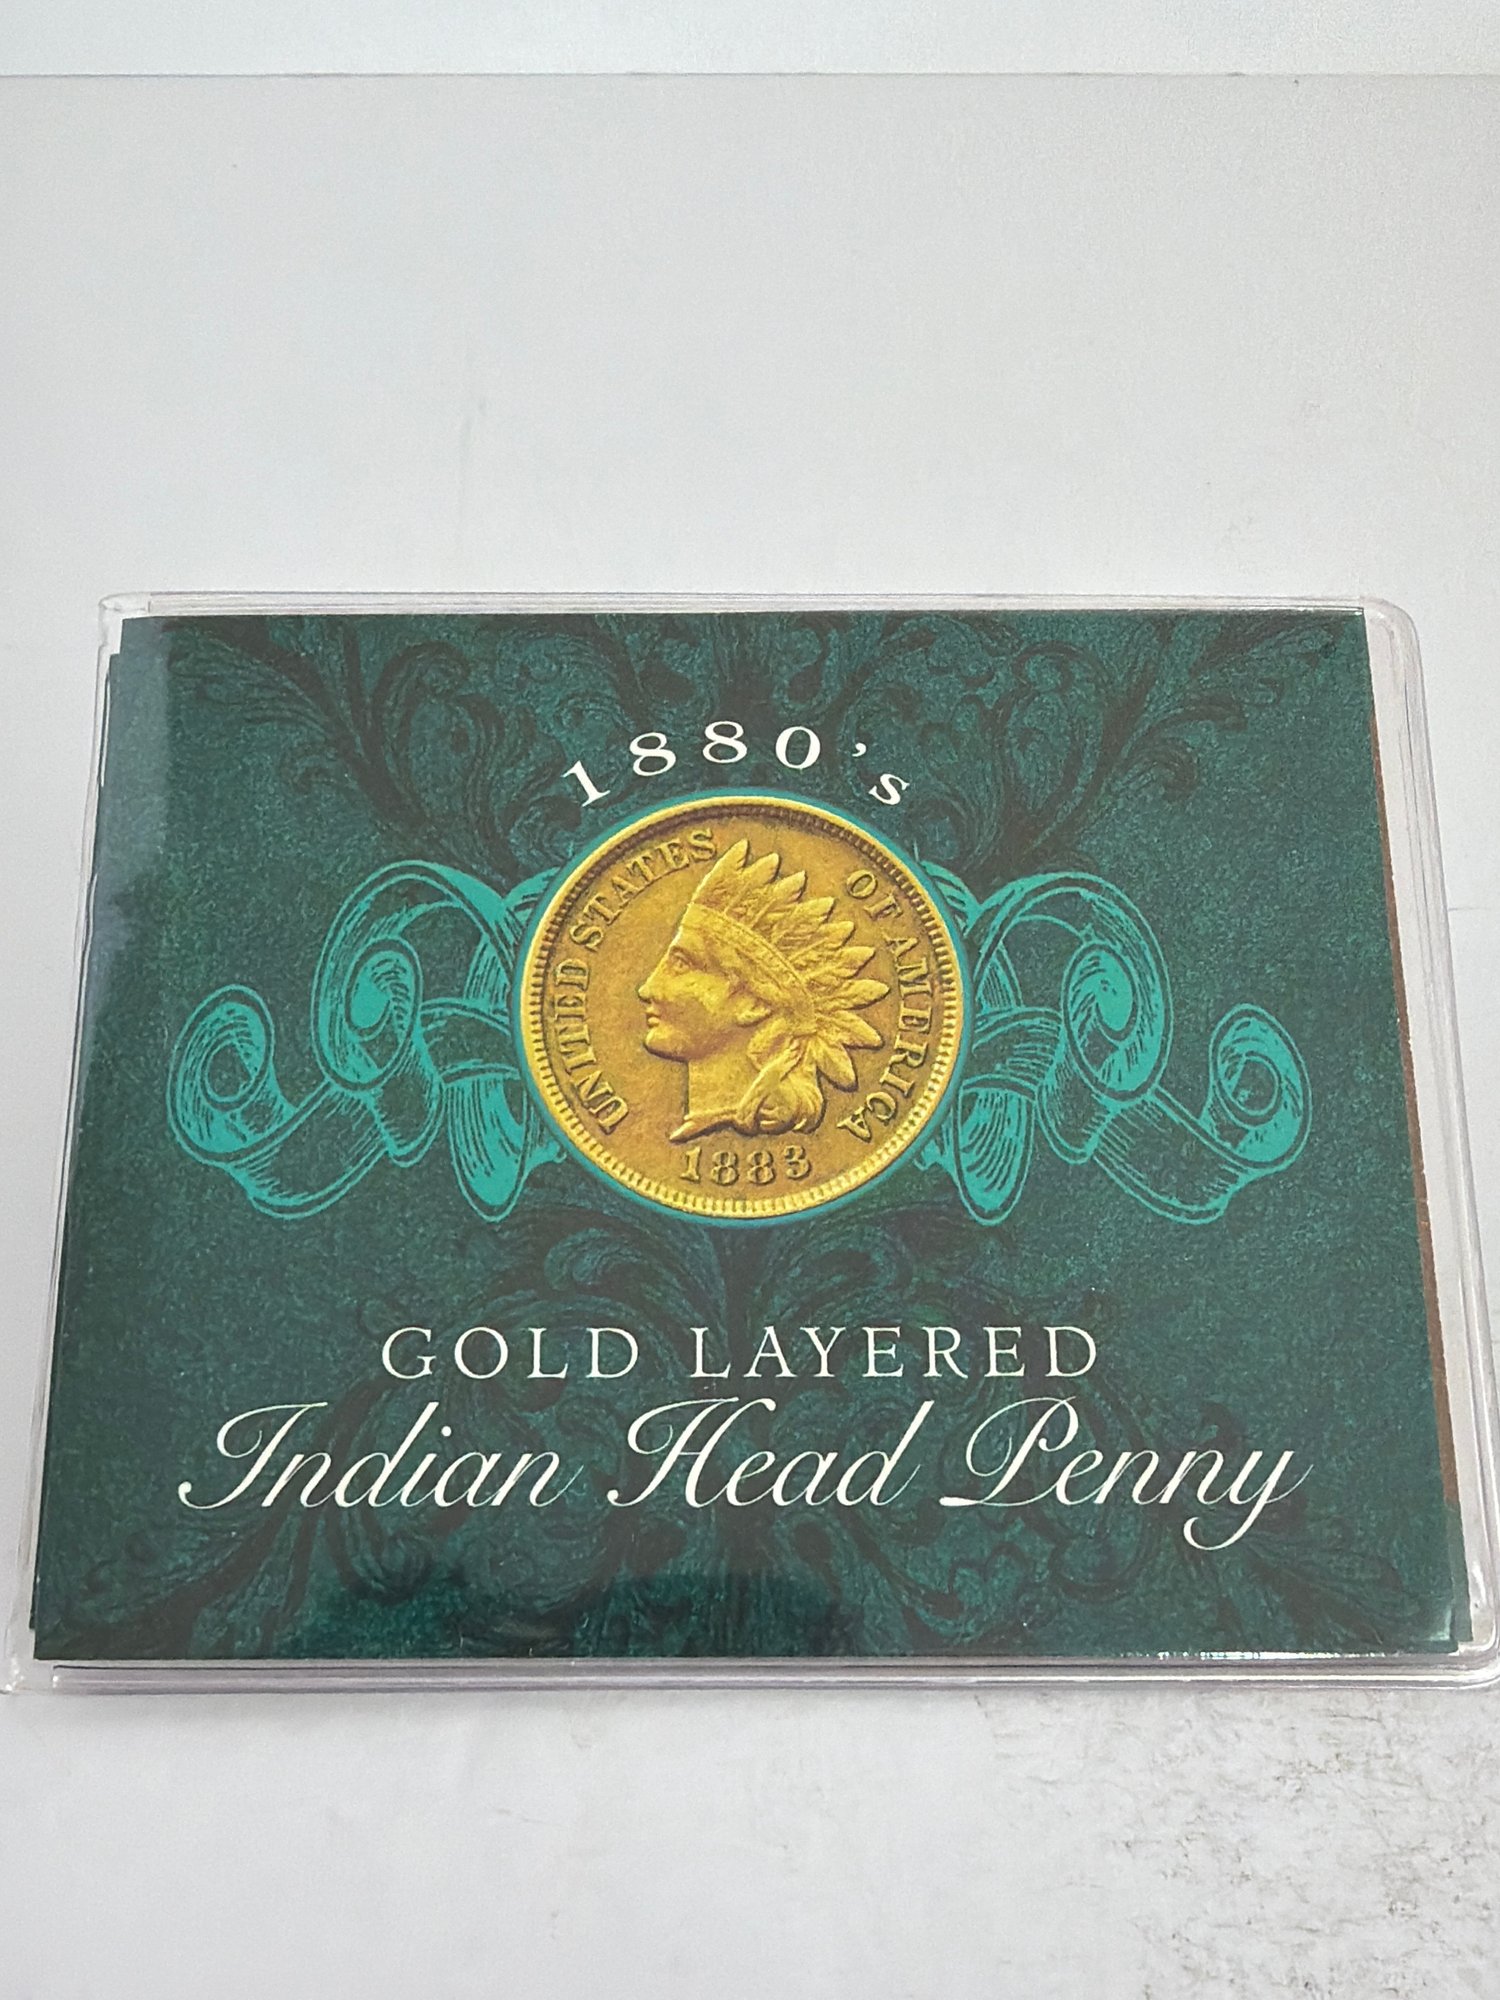 1880's
UNITED STATES OF AMERICA
1883
GOLD LAYERED
Indian Head Penny